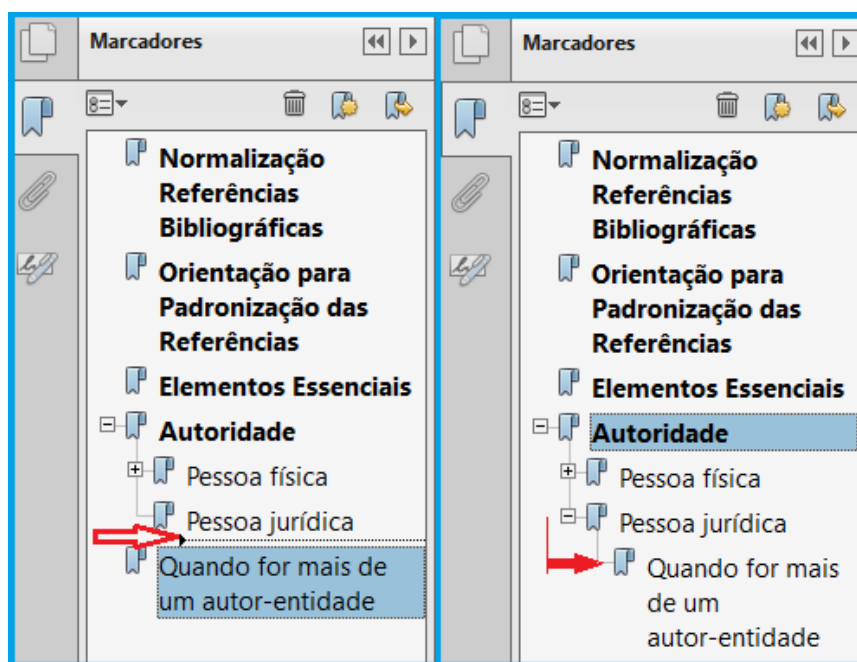 Marcadores
Normalização
Referências
Bibliográficas
Orientação para
Padronização das
Referências
Elementos Essenciais
Autoridade
Pessoa física
Pessoa jurídica
Quando for mais de
um autor-entidade
Marcadores
Normalização
Referências
Bibliográficas
Orientação para
Padronização das
Referências
Elementos Essenciais
Autoridade
Pessoa física
Pessoa jurídica
Quando for mais
de um
autor-entidade